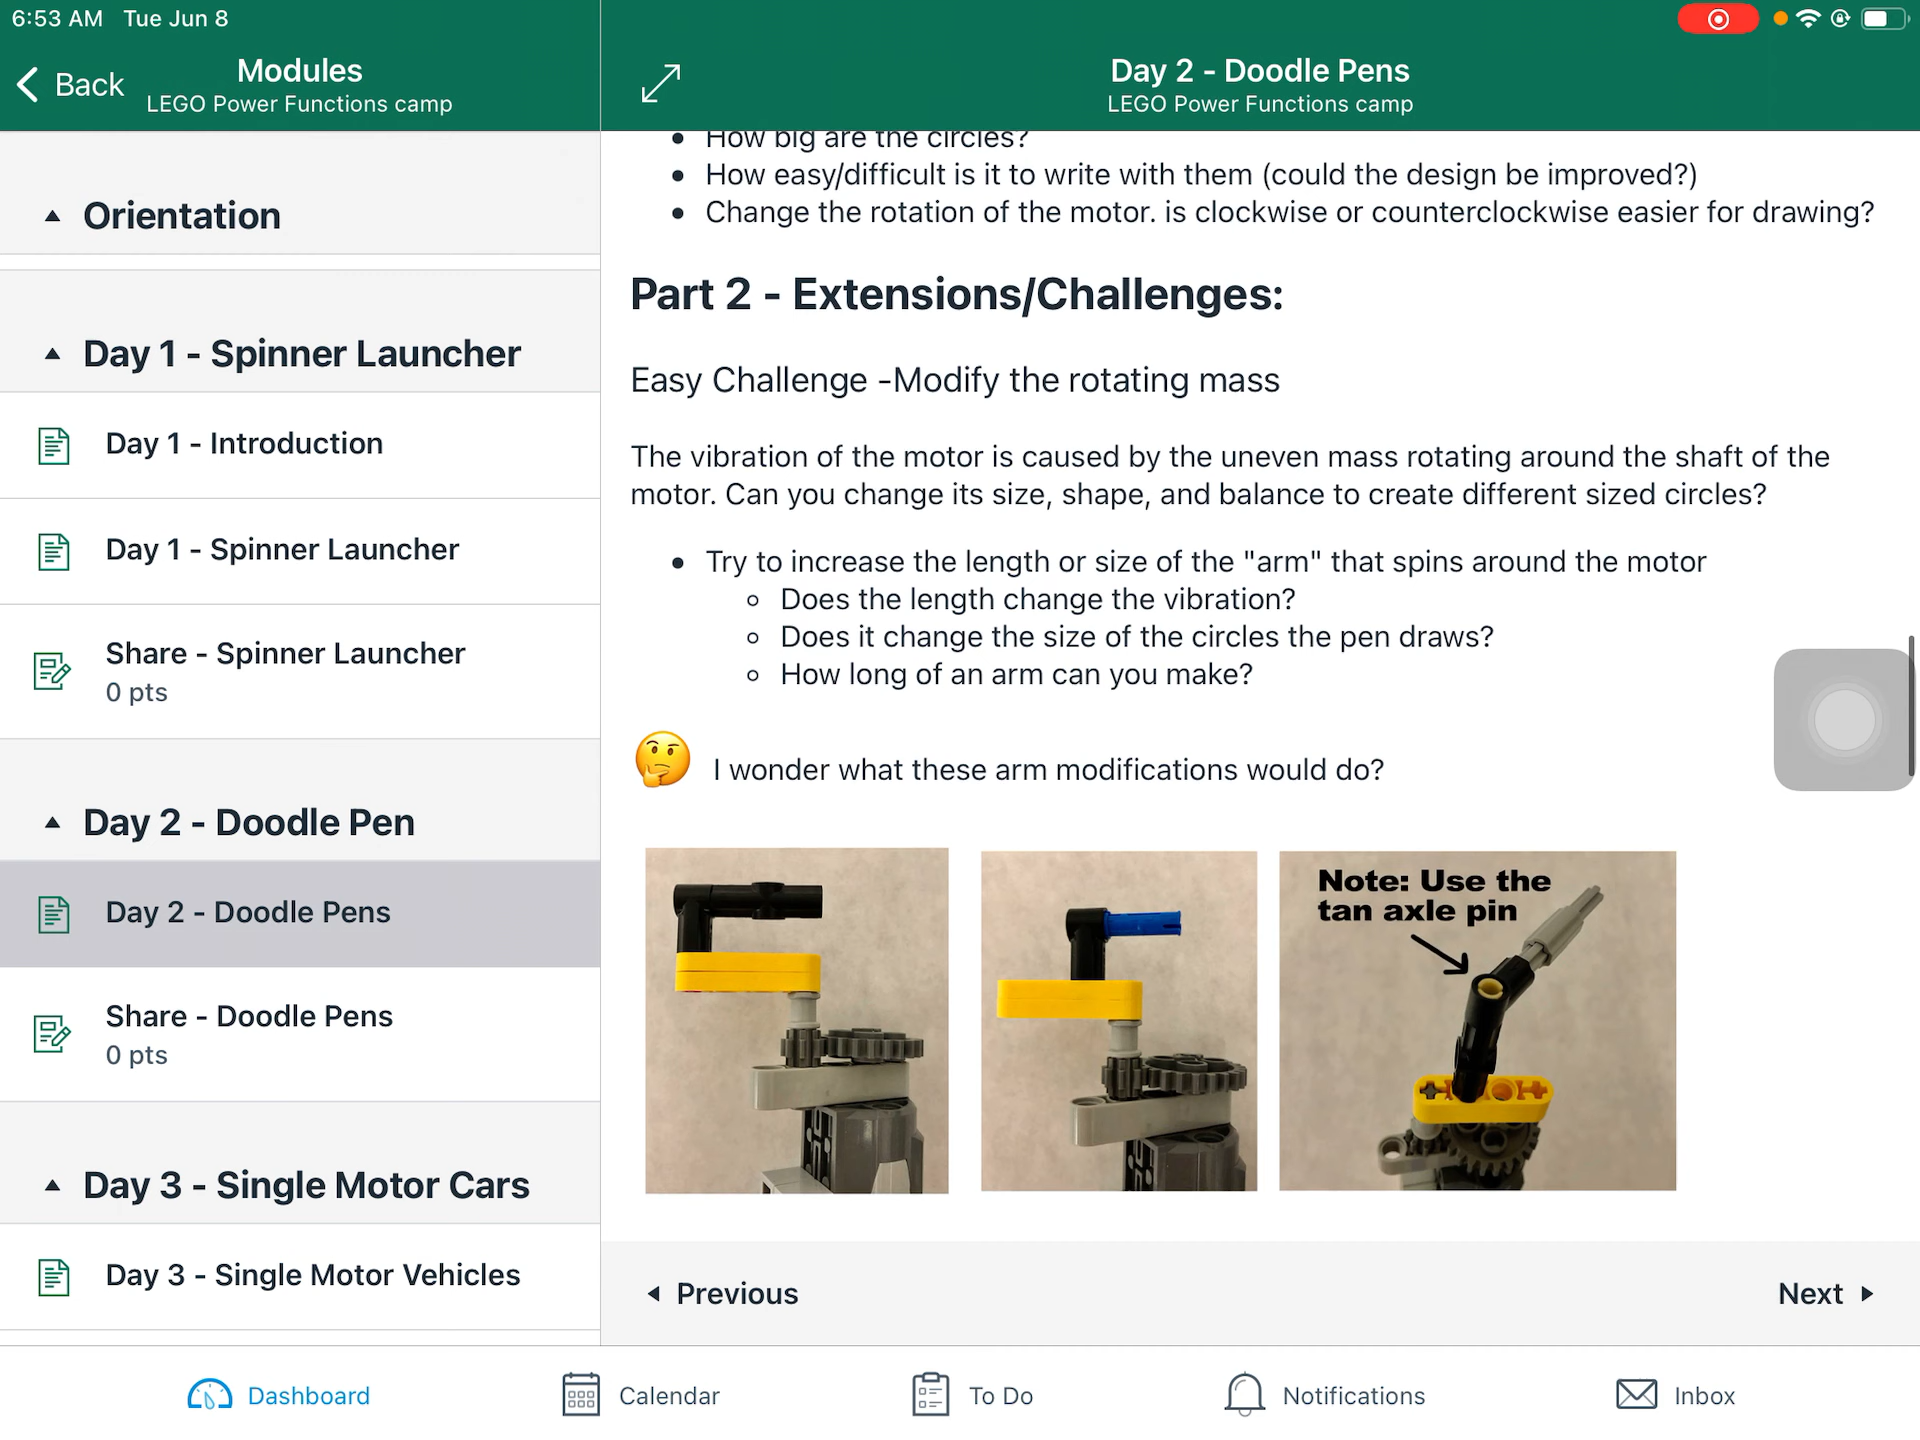 6:53 AM Tue Jun 8
Back
Modules
LEGO Power Functions camp
Day 2 - Doodle Pens
LEGO Power Functions camp
Orientation
Day 1 - Spinner Launcher
Day 1 - Introduction
Day 1 - Spinner Launcher
Share - Spinner Launcher
0 pts
Day 2 - Doodle Pen
Day 2 - Doodle Pens
Share - Doodle Pens
0 pts
Day 3 - Single Motor Cars
Day 3 - Single Motor Vehicles
How big are the circles?
How easy/difficult is it to write with them (could the design be improved?)
Change the rotation of the motor. is clockwise or counterclockwise easier for drawing?
Part 2 - Extensions/Challenges:
Easy Challenge -Modify the rotating mass
The vibration of the motor is caused by the uneven mass rotating around the shaft of the
motor. Can you change its size, shape, and balance to create different sized circles?
Try to increase the length or size of the "arm" that spins around the motor
Does the length change the vibration?
Does it change the size of the circles the pen draws?
How long of an arm can you make?
I wonder what these arm modifications would do?
Note: Use the
tan axle pin
Previous
Next
Dashboard
Calendar
To Do
Notifications
Inbox